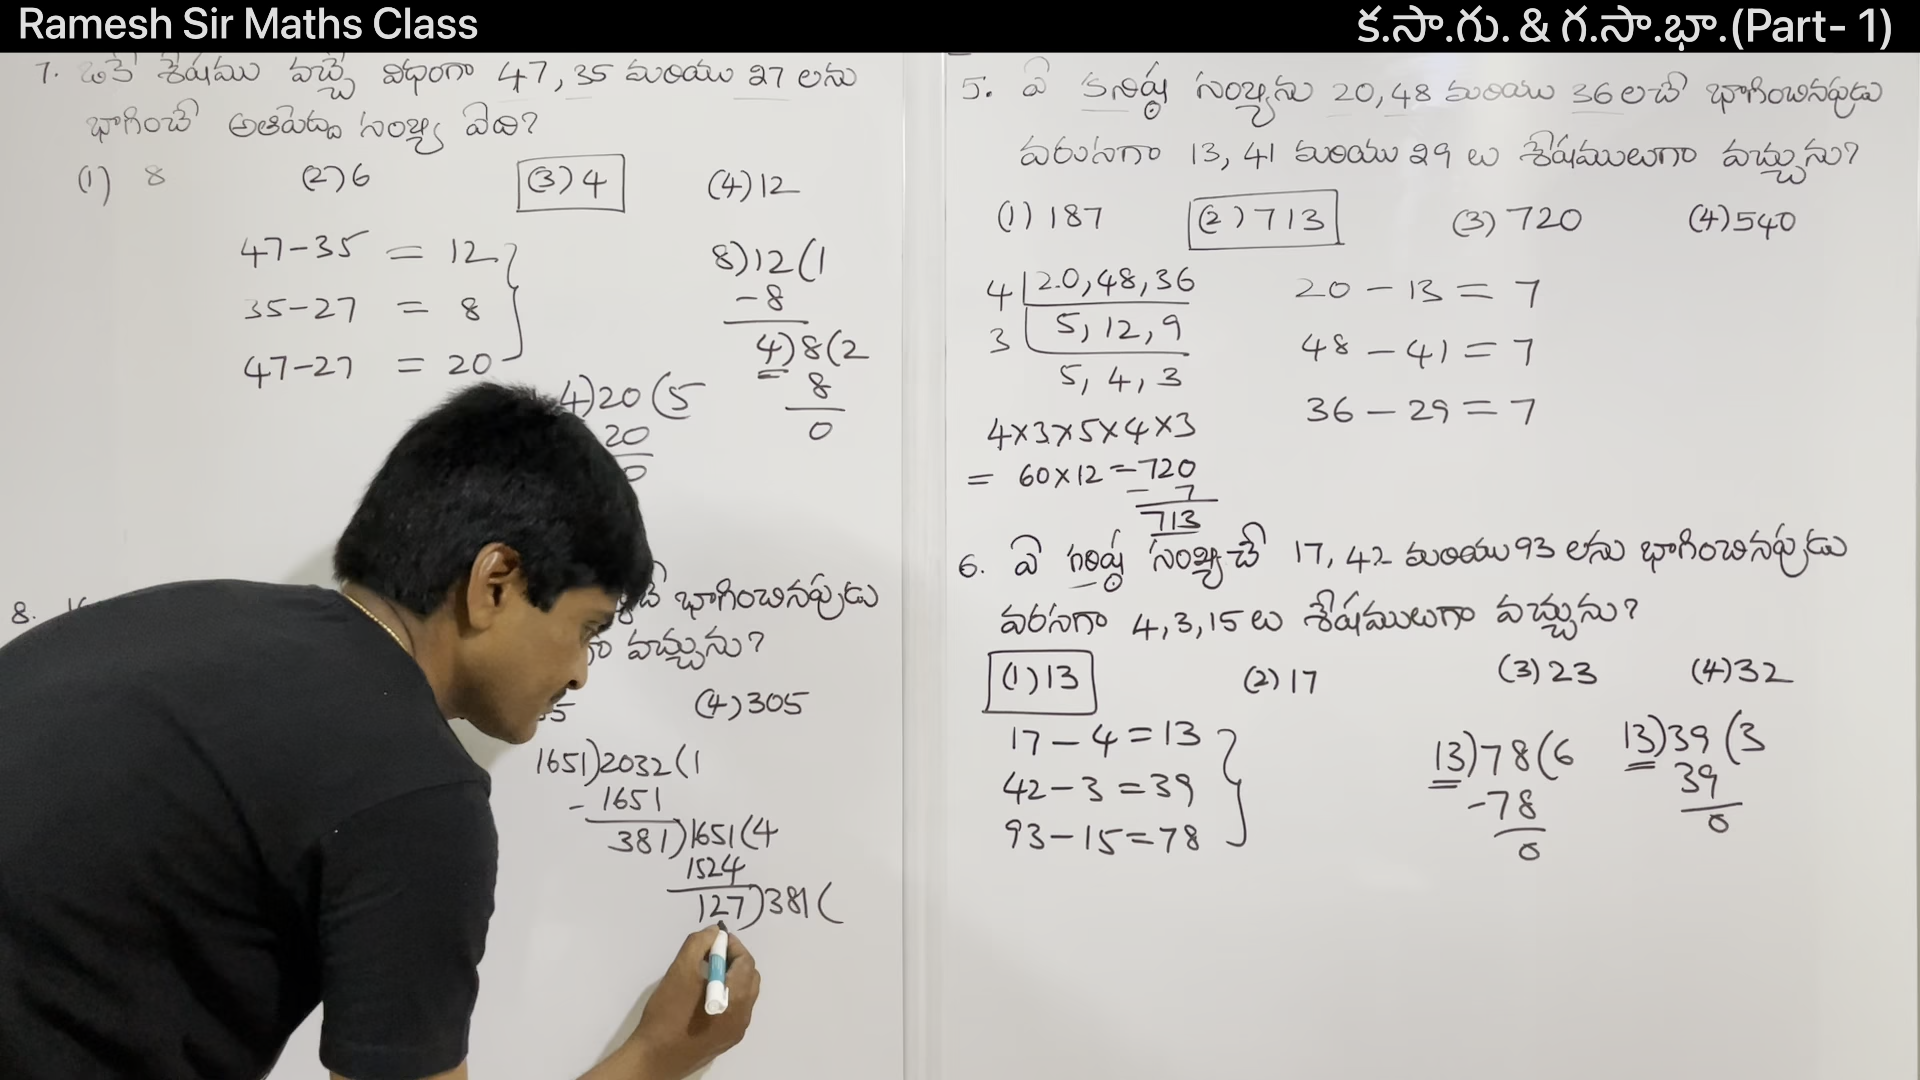 Ramesh Sir Maths Class
క.సా.గు. & గ.సా.భా.(Part- 1)
7. ఒకే శేషము వచ్చే విధంగా 47, 35 మరియు 27 లను
భాగించే అతిపెద్ద సంఖ్య ఏది?
(1) 8 (2) 6 (3) 4 (4) 12
47-35 = 12
35-27 = 8
47-27 = 20
8)12(1
-8
4)8(2
8
0
4)20(5
20
0
8.
చే భాగించినపుడు
గా వచ్చును?
(4) 305
1651)2032(1
- 1651
381)1651(4
1524
127)381(
5. ఏ కనిష్ఠ సంఖ్యను 20, 48 మరియు 36 లచే భాగించినపుడు
వరుసగా 13, 41 మరియు 29 లు శేషములుగా వచ్చును?
(1) 187 (2) 713 (3) 720 (4) 540
4 20, 48, 36
3 5, 12, 9
5, 4, 3
20 - 13 = 7
48 - 41 = 7
36 - 29 = 7
4×3×5×4×3
= 60×12 = 720
- 7
713
6. ఏ గరిష్ఠ సంఖ్యచే 17, 42 మరియు 93 లను భాగించినపుడు
వరసగా 4, 3, 15 లు శేషములుగా వచ్చును?
(1) 13 (2) 17 (3) 23 (4) 32
17 - 4 = 13
42 - 3 = 39
93 - 15 = 78
13)78(6
-78
0
13)39(3
39
0